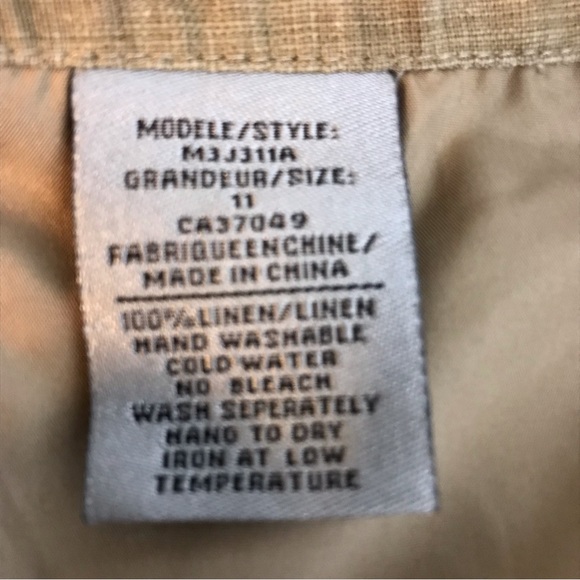 MODELE/STYLE:
M3J311A
GRANDEUR/SIZE:
11
CA37049
FABRIQUEENCHINE/
MADE IN CHINA
100%LINEN/LINEN
HAND WASHABLE
COLD WATER
NO BLEACH
WASH SEPERATELY
HANG TO DRY
IRON AT LOW
TEMPERATURE